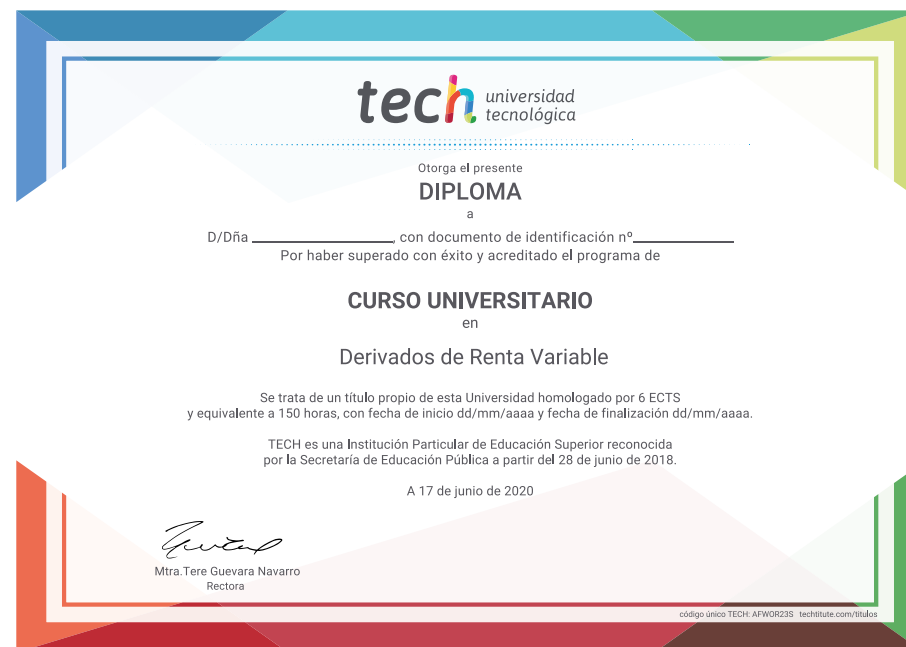 tech universidad
tecnológica
Otorga el presente
DIPLOMA
a
D/Dña ____________________, con documento de identificación nº______________
Por haber superado con éxito y acreditado el programa de
CURSO UNIVERSITARIO
en
Derivados de Renta Variable
Se trata de un título propio de esta Universidad homologado por 6 ECTS
y equivalente a 150 horas, con fecha de inicio dd/mm/aaaa y fecha de finalización dd/mm/aaaa.
TECH es una Institución Particular de Educación Superior reconocida
por la Secretaría de Educación Pública a partir del 28 de junio de 2018.
A 17 de junio de 2020
Mtra.Tere Guevara Navarro
Rectora
código único TECH: AFWOR23S techtitute.com/titulos